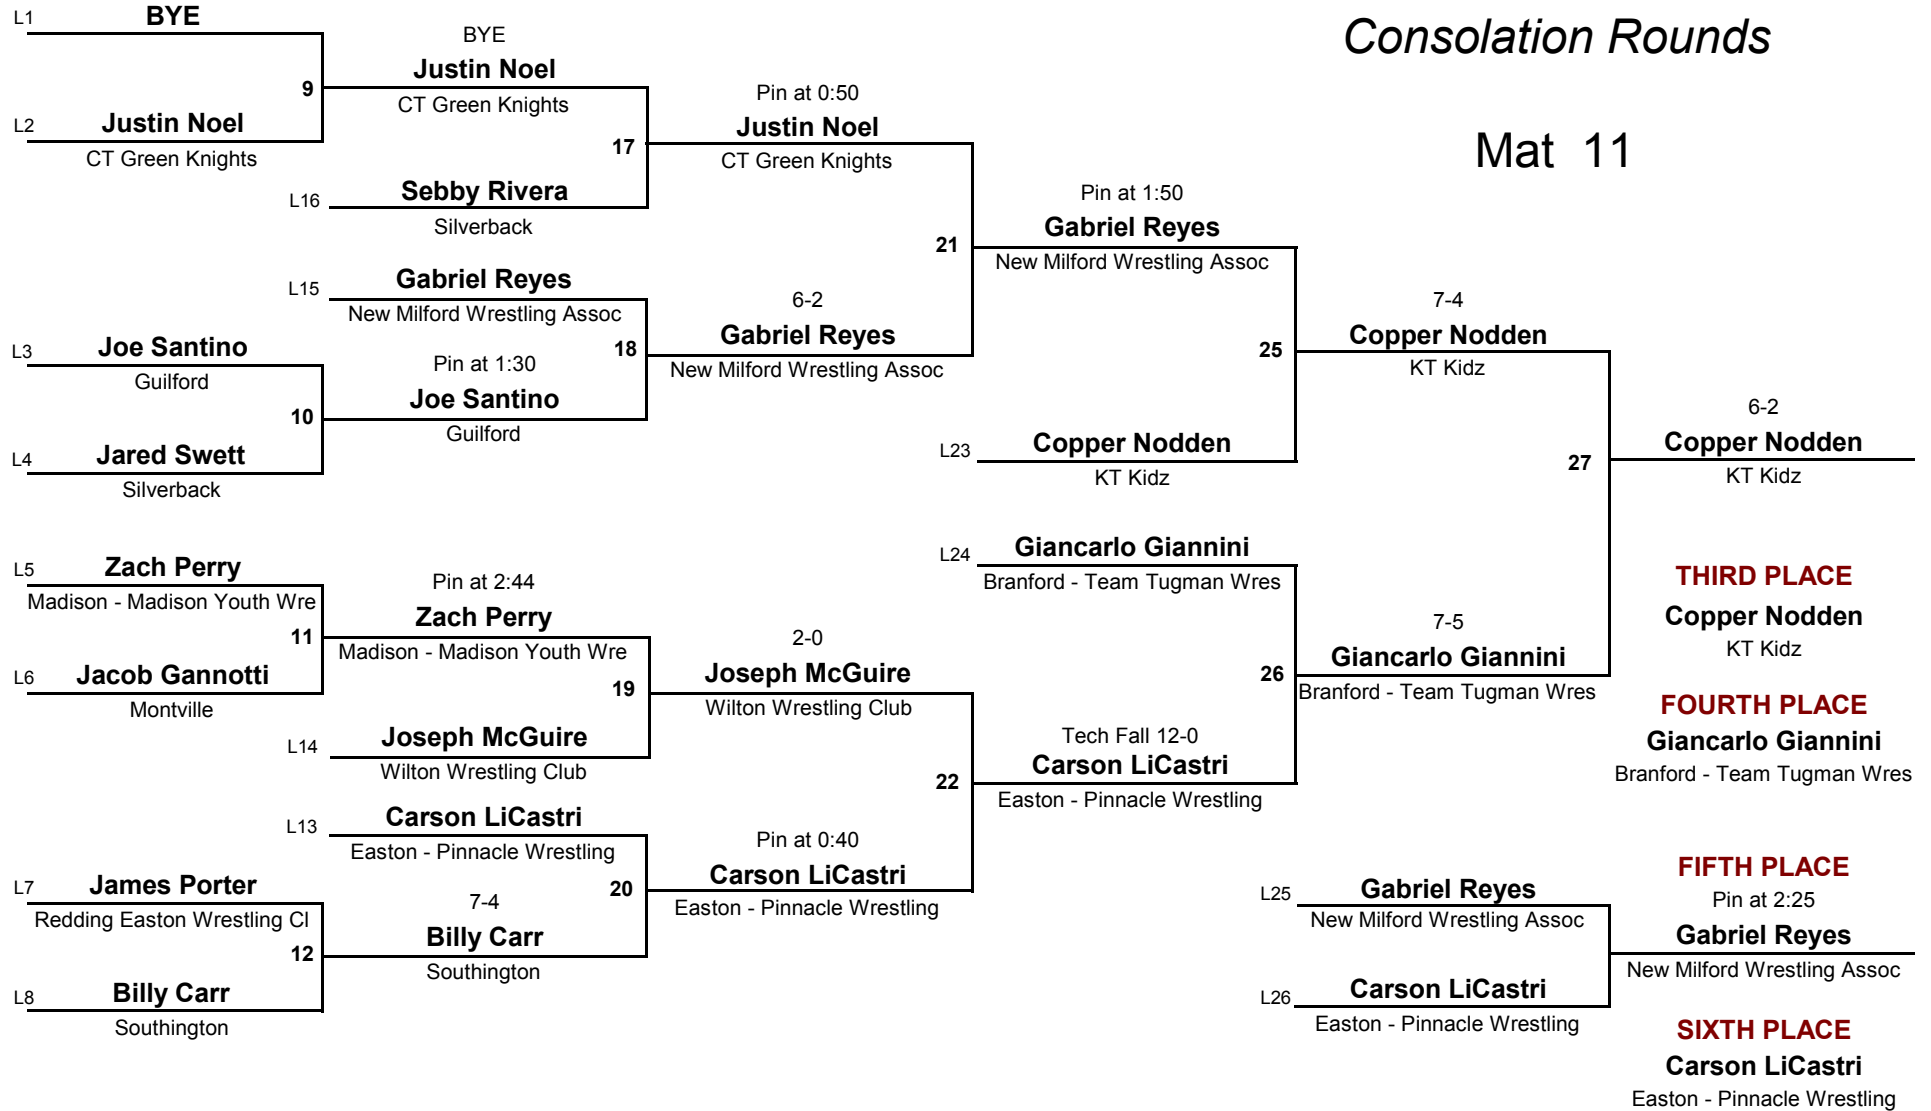 Consolation Rounds
Mat 11
L1 BYE
L2 Justin Noel
CT Green Knights
9
BYE
Justin Noel
CT Green Knights
L16 Sebby Rivera
Silverback
17
Pin at 0:50
Justin Noel
CT Green Knights
L15 Gabriel Reyes
New Milford Wrestling Assoc
L3 Joe Santino
Guilford
L4 Jared Swett
Silverback
10
Pin at 1:30
Joe Santino
Guilford
18
6-2
Gabriel Reyes
New Milford Wrestling Assoc
21
Pin at 1:50
Gabriel Reyes
New Milford Wrestling Assoc
L23 Copper Nodden
KT Kidz
25
7-4
Copper Nodden
KT Kidz
L5 Zach Perry
Madison - Madison Youth Wre
L6 Jacob Gannotti
Montville
11
Pin at 2:44
Zach Perry
Madison - Madison Youth Wre
L14 Joseph McGuire
Wilton Wrestling Club
19
2-0
Joseph McGuire
Wilton Wrestling Club
L13 Carson LiCastri
Easton - Pinnacle Wrestling
L7 James Porter
Redding Easton Wrestling Cl
L8 Billy Carr
Southington
12
7-4
Billy Carr
Southington
20
Pin at 0:40
Carson LiCastri
Easton - Pinnacle Wrestling
22
L24 Giancarlo Giannini
Branford - Team Tugman Wres
Tech Fall 12-0
Carson LiCastri
Easton - Pinnacle Wrestling
26
7-5
Giancarlo Giannini
Branford - Team Tugman Wres
27
6-2
Copper Nodden
KT Kidz
THIRD PLACE
Copper Nodden
KT Kidz
FOURTH PLACE
Giancarlo Giannini
Branford - Team Tugman Wres
L25 Gabriel Reyes
New Milford Wrestling Assoc
L26 Carson LiCastri
Easton - Pinnacle Wrestling
FIFTH PLACE
Pin at 2:25
Gabriel Reyes
New Milford Wrestling Assoc
SIXTH PLACE
Carson LiCastri
Easton - Pinnacle Wrestling